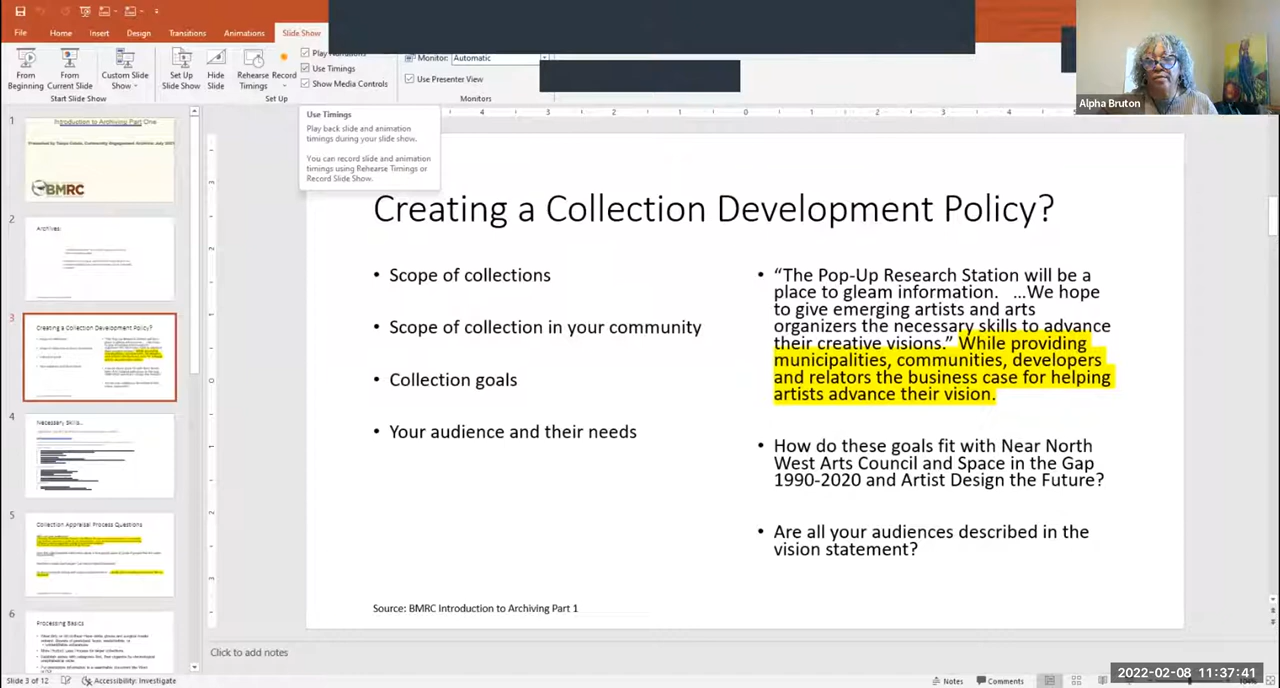 File Home Insert Design Transitions Animations Slide Show
From Beginning
From Current Slide
Custom Slide Show
Start Slide Show
Set Up Slide Show
Hide Slide
Rehearse Timings
Record
Set Up
Play Narrations
Use Timings
Show Media Controls
Monitor: Automatic
Use Presenter View
Monitors
Alpha Bruton
Use Timings
Play back slide and animation
timings during your slide show.
You can record slide and animation
timings using Rehearse Timings or
Record Slide Show.
1
Introduction to Archiving Part One
BMRC
2
Archives:
3
Creating a Collection Development Policy?
4
Necessary Skills...
5
Collection Appraisal Process Questions
6
Processing Basics
Creating a Collection Development Policy?
• Scope of collections
• Scope of collection in your community
• Collection goals
• Your audience and their needs
• “The Pop-Up Research Station will be a
place to gleam information. ...We hope
to give emerging artists and arts
organizers the necessary skills to advance
their creative visions.” While providing
municipalities, communities, developers
and relators the business case for helping
artists advance their vision.
• How do these goals fit with Near North
West Arts Council and Space in the Gap
1990-2020 and Artist Design the Future?
• Are all your audiences described in the
vision statement?
Source: BMRC Introduction to Archiving Part 1
Click to add notes
Slide 3 of 12 Accessibility: Investigate Notes Comments
2022-02-08 11:37:41